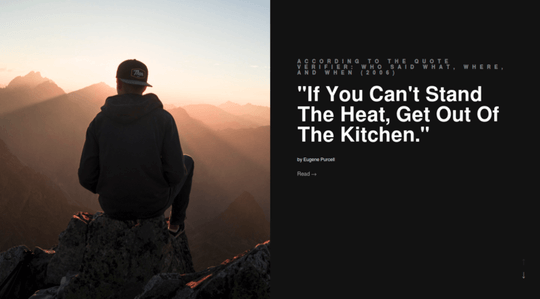 ACCORDING TO THE QUOTE
VERIFIER: WHO SAID WHAT, WHERE,
AND WHEN (2006)
"If You Can't Stand
The Heat, Get Out Of
The Kitchen."
by Eugene Purcell
Read →